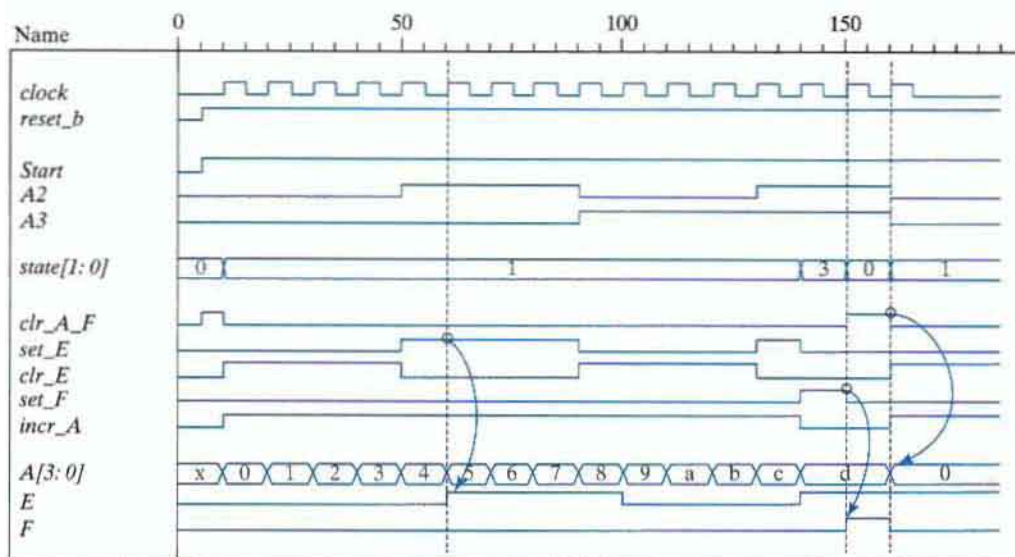 0 50 100 150
Name
clock
reset_b
Start
A2
A3
state[1: 0] 0 1 3 0 1
clr_A_F
set_E
clr_E
set_F
incr_A
A[3: 0] x 0 1 2 3 4 5 6 7 8 9 a b c d 0
E
F